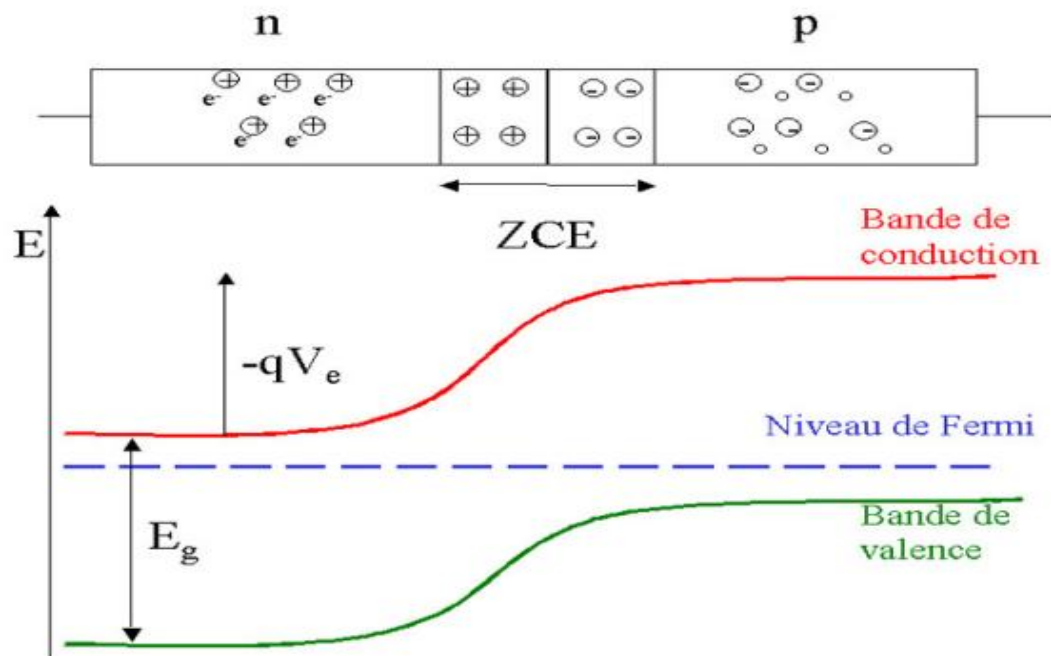 n
p
e⁻ e⁻ e⁻
e⁻ e⁻
ZCE
E
Bande de
conduction
-qVₑ
Niveau de Fermi
E_g
Bande de
valence